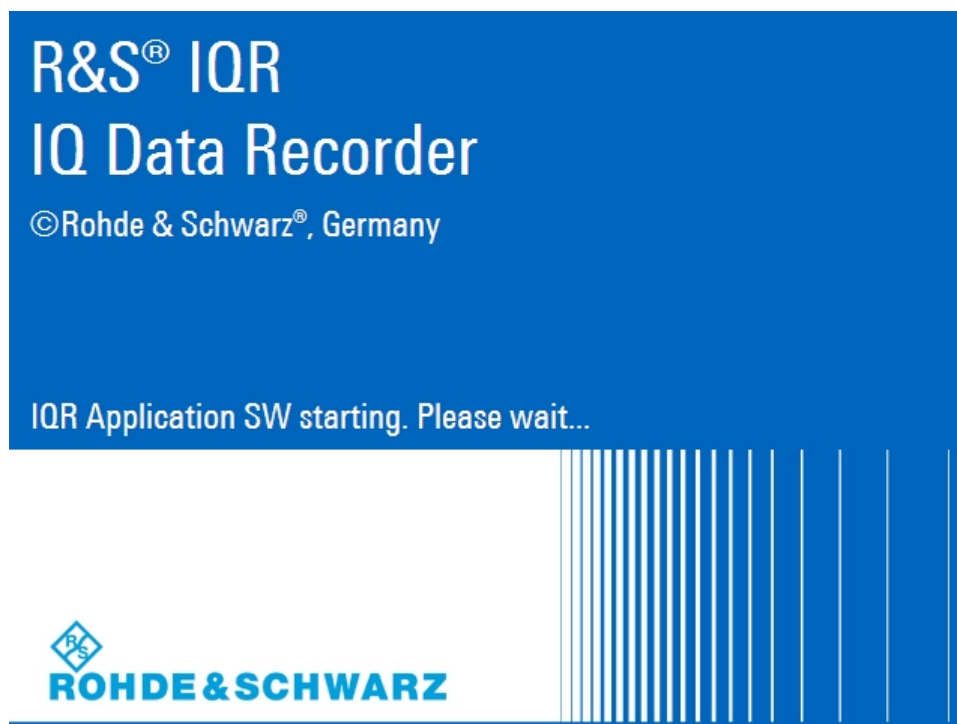 R&S® IQR
IQ Data Recorder
©Rohde & Schwarz®, Germany
IQR Application SW starting. Please wait...
R&S
ROHDE&SCHWARZ